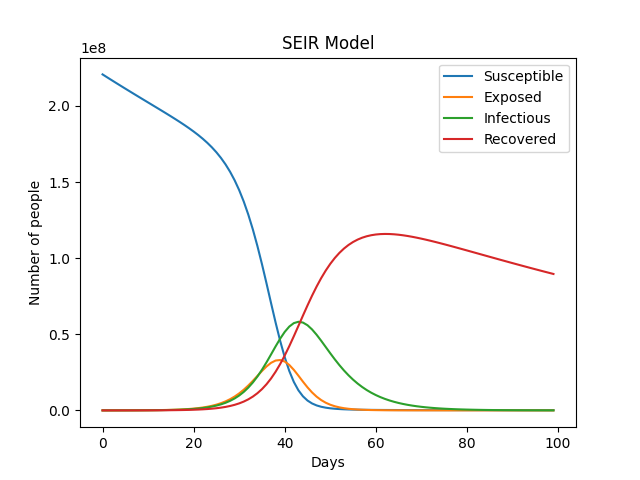 SEIR Model
1e8
Susceptible
Exposed
Infectious
Recovered
2.0
1.5
1.0
0.5
0.0
Number of people
0 20 40 60 80 100
Days